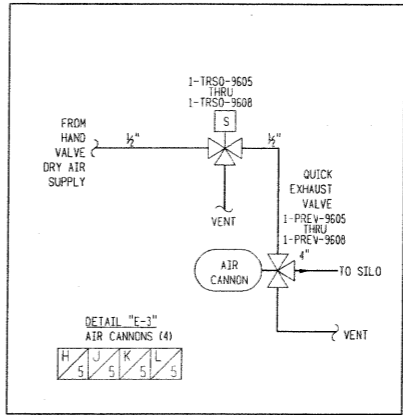 1-TRSO-9605
THRU
1-TRSO-9608
FROM
HAND
VALVE
DRY AIR
SUPPLY
½"
S
½"
VENT
QUICK
EXHAUST
VALVE
1-PREV-9605
THRU
1-PREV-9608
4"
AIR
CANNON
TO SILO
VENT
DETAIL "E-3"
AIR CANNONS (4)
H 5 J 5 K 5 L 5